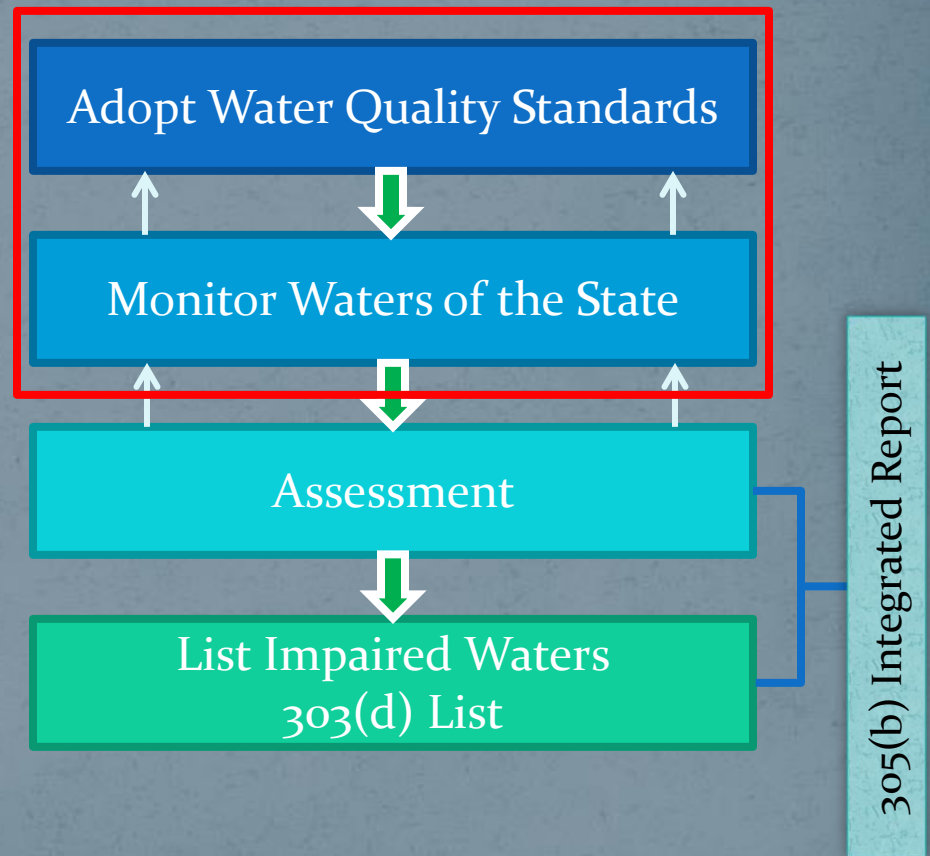 Adopt Water Quality Standards
Monitor Waters of the State
Assessment
List Impaired Waters
303(d) List
305(b) Integrated Report